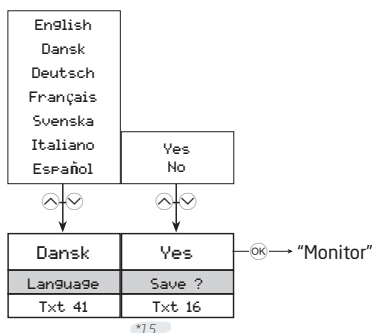 English
Dansk
Deutsch
Français
Svenska
Italiano
Español
Yes
No
Dansk
Yes
OK
"Monitor"
Language
Save ?
Txt 41
Txt 16
*15